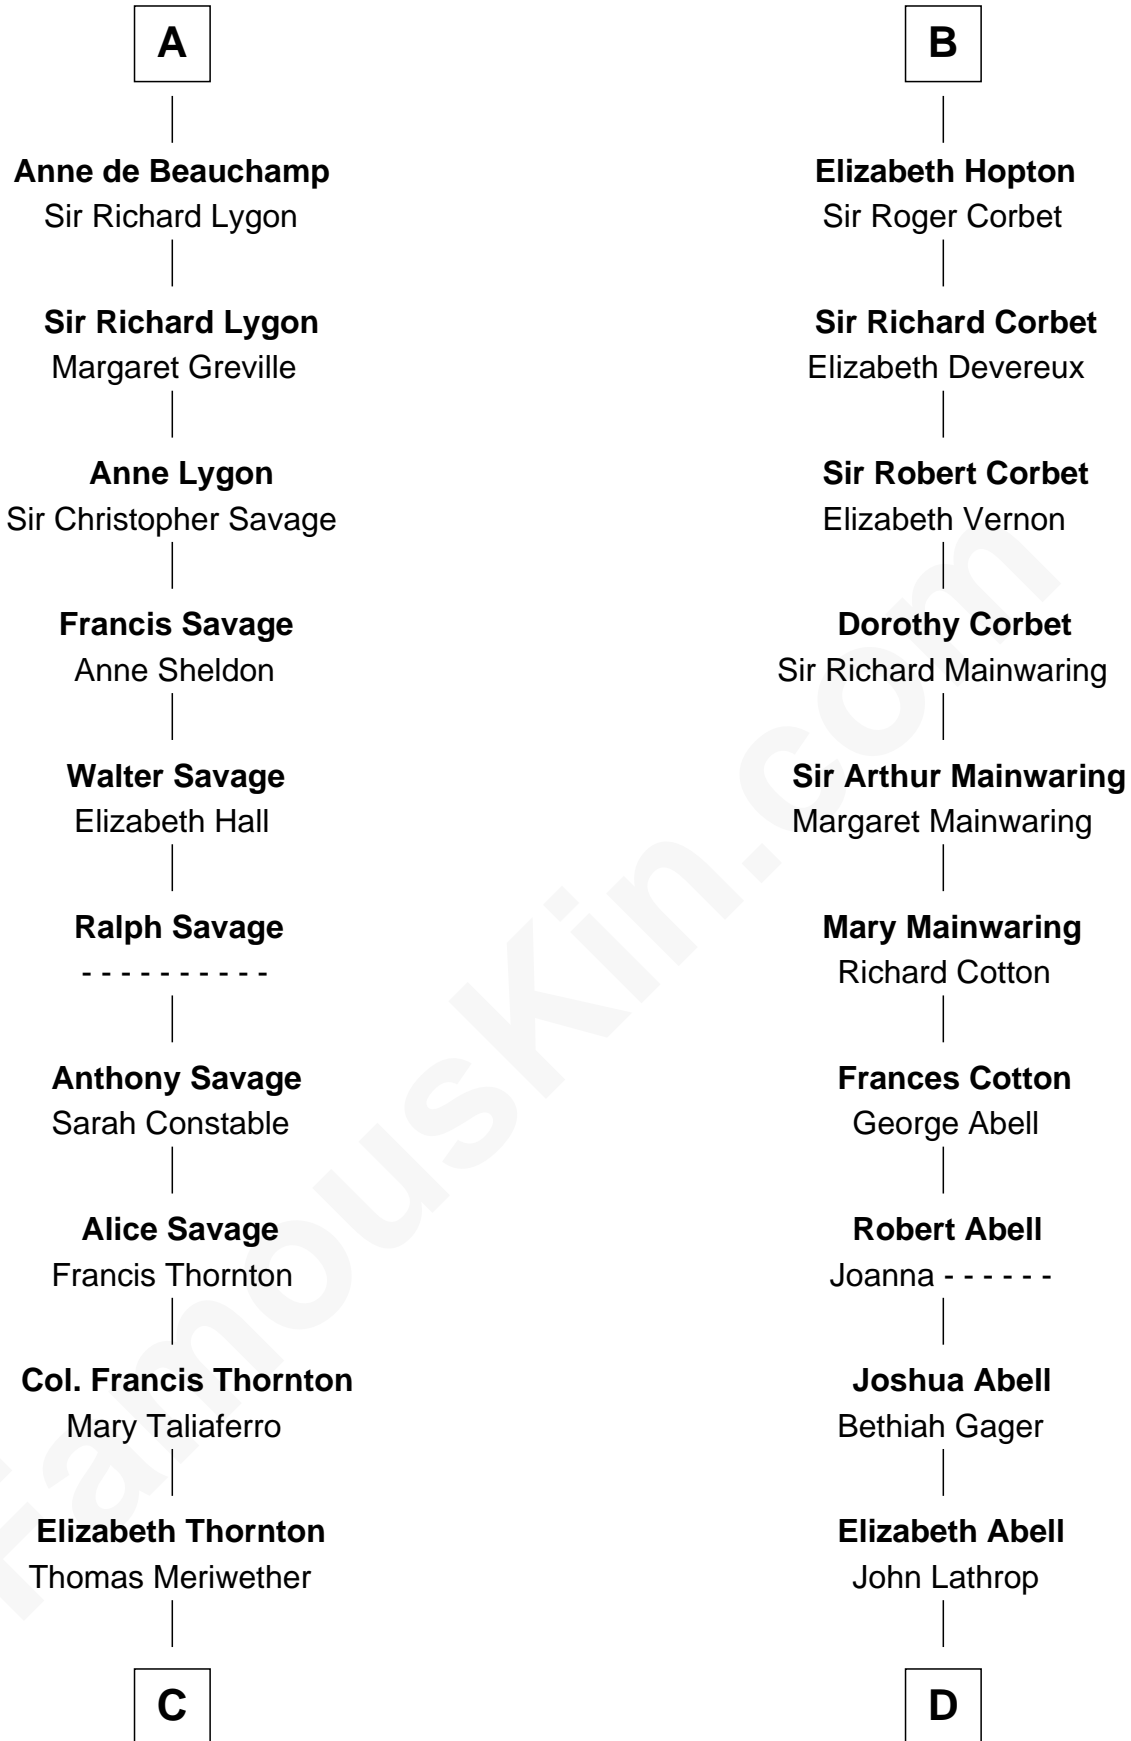 A
Anne de Beauchamp
Sir Richard Lygon
Sir Richard Lygon
Margaret Greville
Anne Lygon
Sir Christopher Savage
Francis Savage
Anne Sheldon
Walter Savage
Elizabeth Hall
Ralph Savage
- - - - - - - - - -
Anthony Savage
Sarah Constable
Alice Savage
Francis Thornton
Col. Francis Thornton
Mary Taliaferro
Elizabeth Thornton
Thomas Meriwether
C
B
Elizabeth Hopton
Sir Roger Corbet
Sir Richard Corbet
Elizabeth Devereux
Sir Robert Corbet
Elizabeth Vernon
Dorothy Corbet
Sir Richard Mainwaring
Sir Arthur Mainwaring
Margaret Mainwaring
Mary Mainwaring
Richard Cotton
Frances Cotton
George Abell
Robert Abell
Joanna - - - - - -
Joshua Abell
Bethiah Gager
Elizabeth Abell
John Lathrop
D
FamousKin.com